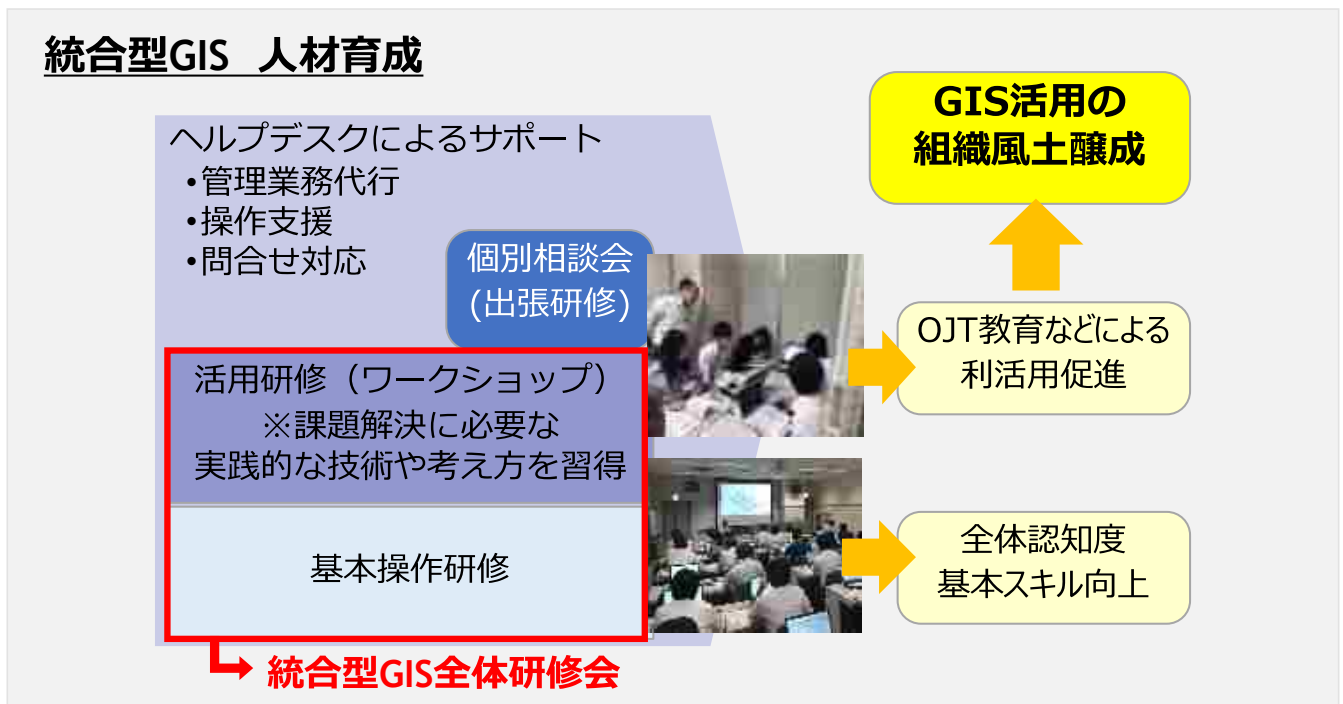 統合型GIS　人材育成
ヘルプデスクによるサポート
・管理業務代行
・操作支援
・問合せ対応
個別相談会
(出張研修)
活用研修（ワークショップ）
※課題解決に必要な
実践的な技術や考え方を習得
基本操作研修
統合型GIS全体研修会
GIS活用の
組織風土醸成
OJT教育などによる
利活用促進
全体認知度
基本スキル向上